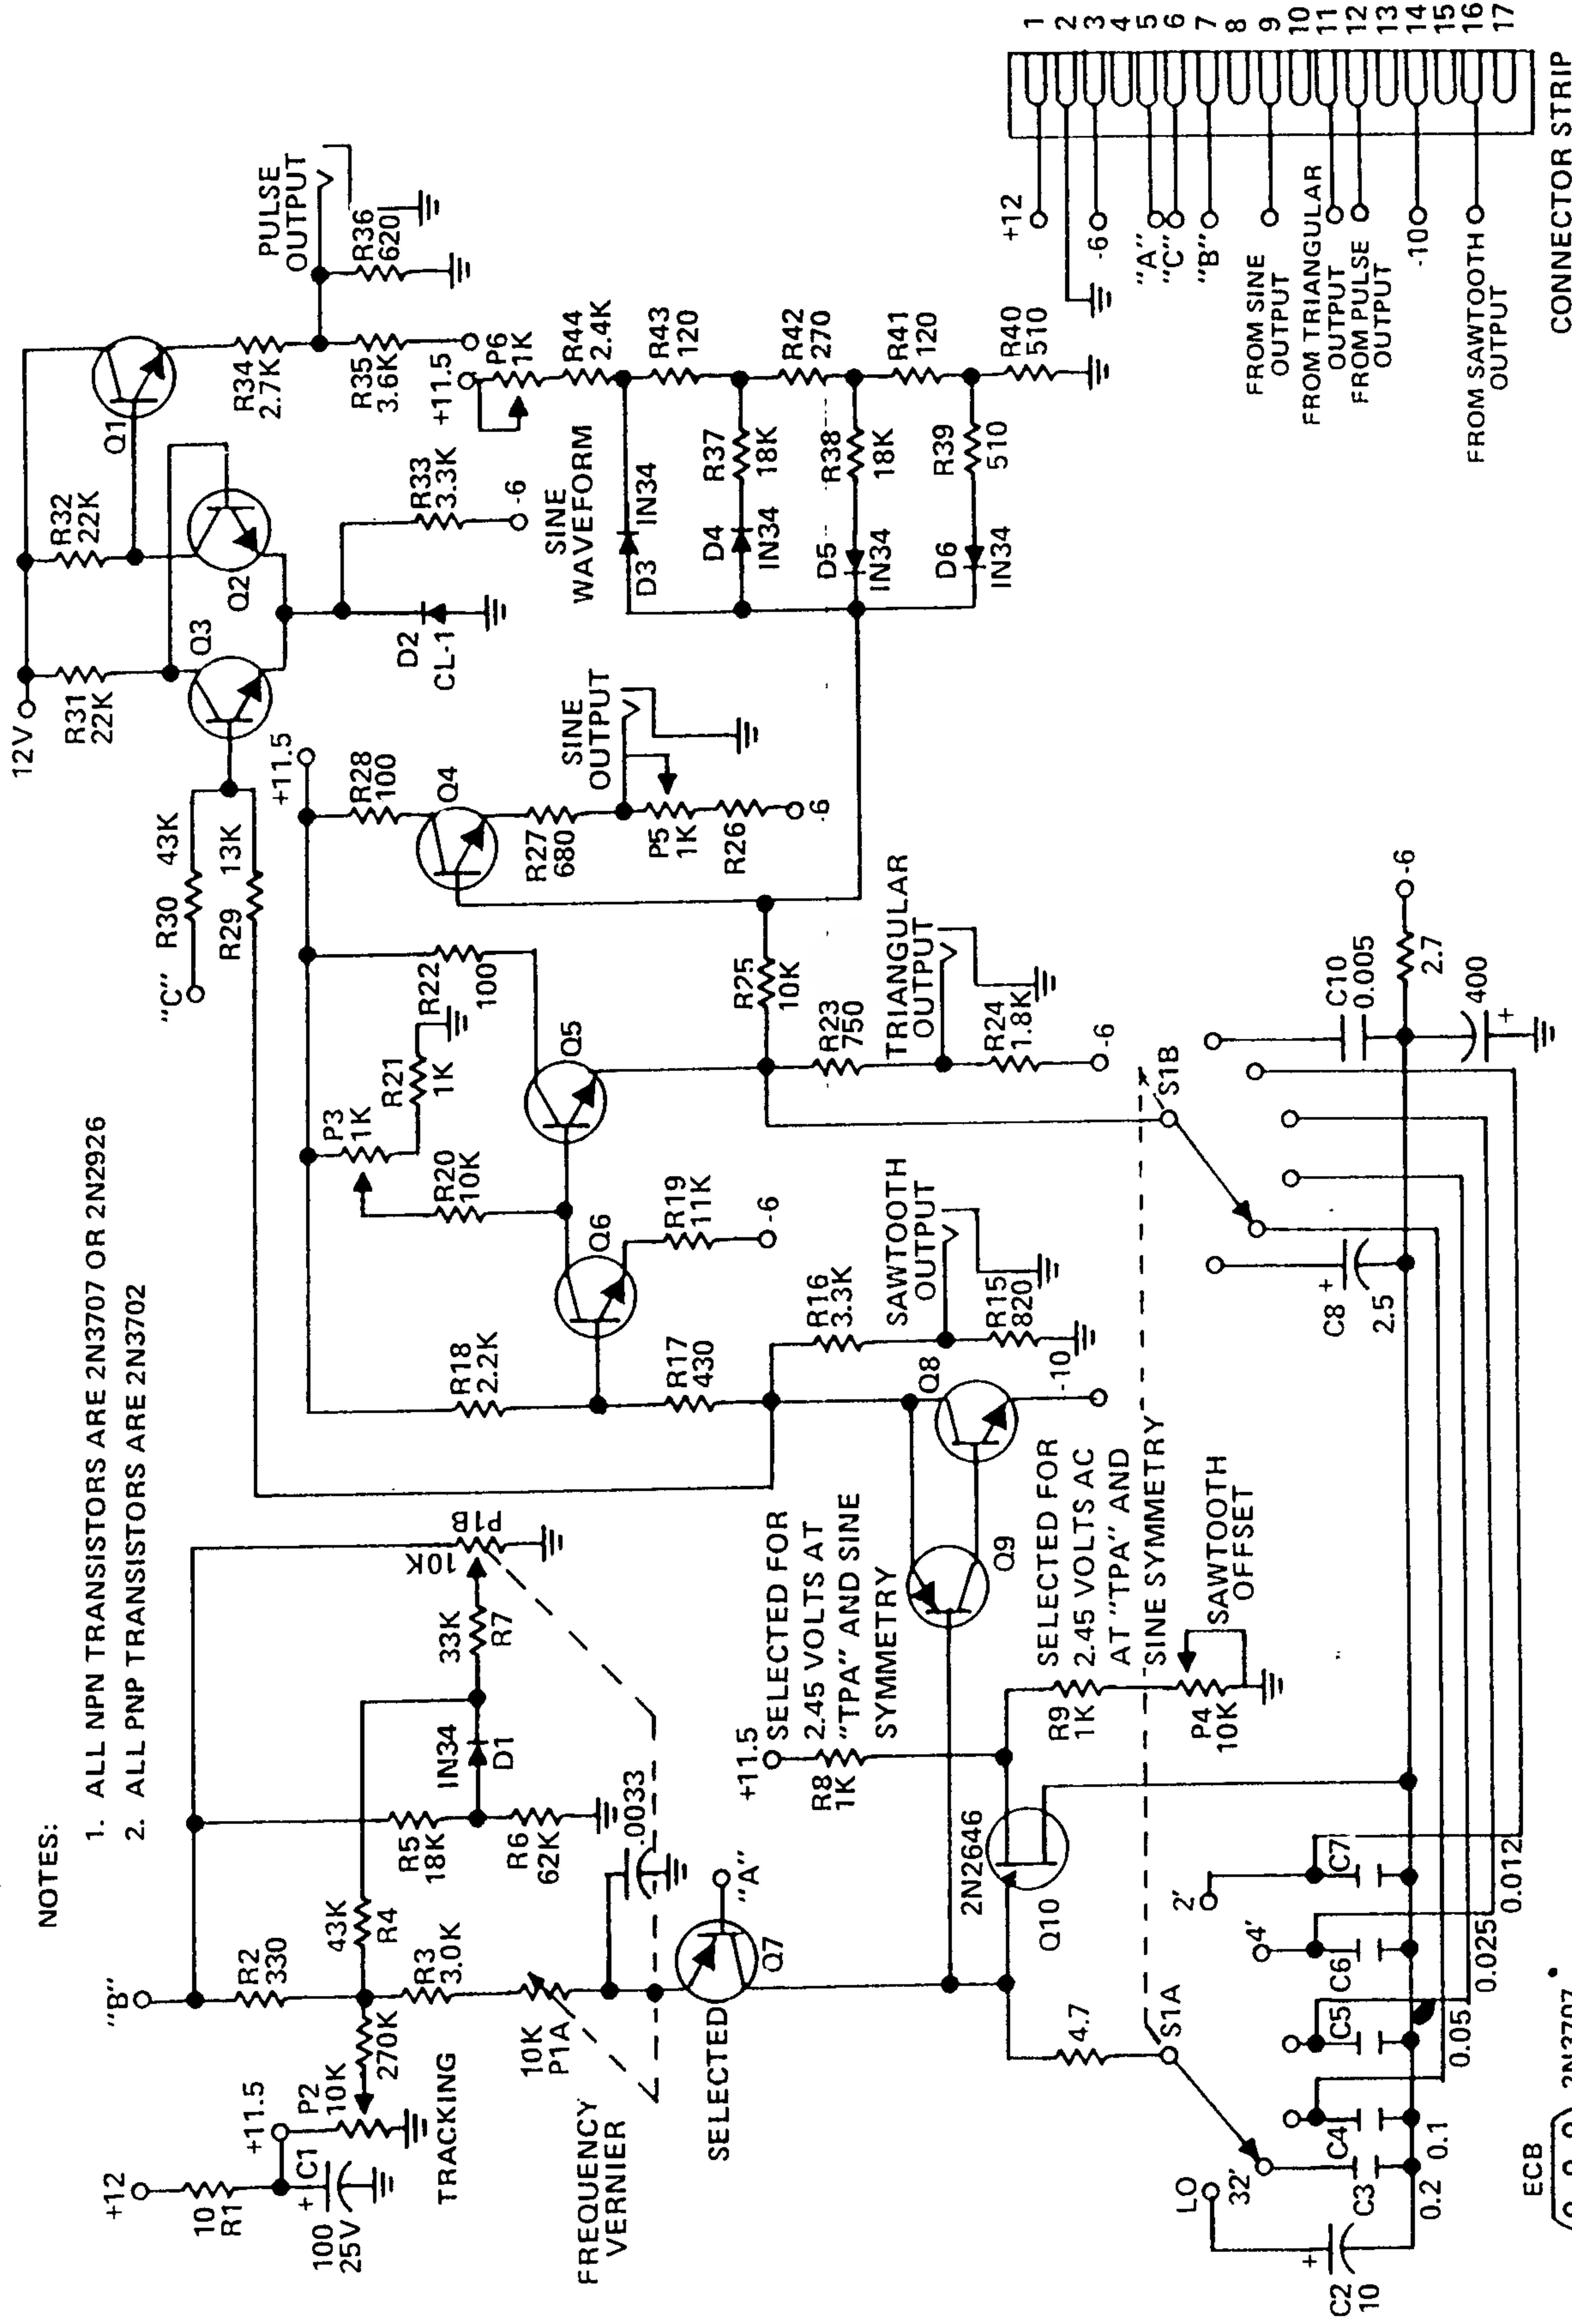 NOTES:
1. ALL NPN TRANSISTORS ARE 2N3707 OR 2N2926
2. ALL PNP TRANSISTORS ARE 2N3702
+12
10
R1
+11.5
C1
+
100
25V
P2
10K
TRACKING
"B"
R2
330
270K
43K
R4
R3
3.0K
10K
P1A
FREQUENCY
VERNIER
R5
18K
R6
62K
IN34
D1
33K
R7
10K
P1B
.0033
"A"
Q7
SELECTED
+11.5
R8
1K
SELECTED FOR
2.45 VOLTS AT
"TPA" AND SINE
SYMMETRY
2N2646
Q10
R9
1K
P4
10K
SELECTED FOR
2.45 VOLTS AC
AT "TPA" AND
SINE SYMMETRY
SAWTOOTH
OFFSET
Q9
Q8
-10
R18
2.2K
R17
430
R16
3.3K
R15
820
SAWTOOTH
OUTPUT
Q6
R19
11K
-6
P3
1K
R20
10K
R21
1K
R22
100
Q5
R25
10K
R23
750
R24
1.8K
-6
TRIANGULAR
OUTPUT
"C"
R30
43K
R29
13K
+11.5
R28
100
Q4
R27
680
P5
1K
R26
-6
SINE
OUTPUT
12V
R31
22K
R32
22K
Q3
Q2
Q1
D2
CL-1
R33
3.3K
-6
R34
2.7K
R35
3.6K
+11.5
R36
620
PULSE
OUTPUT
P6
1K
R44
2.4K
R43
120
R42
270
R41
120
R40
510
SINE
WAVEFORM
D3
IN34
D4
IN34
R37
18K
D5
IN34
R38
18K
D6
IN34
R39
510
4.7
S1A
LO
32'
4'
2'
+
C2
10
C3
0.2
C4
0.1
C5
0.05
C6
0.025
C7
0.012
S1B
C8
+
2.5
C10
0.005
400
+
2.7
-6
+12
-6
"A"
"C"
"B"
FROM SINE
OUTPUT
FROM TRIANGULAR
OUTPUT
FROM PULSE
OUTPUT
-10
FROM SAWTOOTH
OUTPUT
1
2
3
4
5
6
7
8
9
10
11
12
13
14
15
16
17
CONNECTOR STRIP
ECB